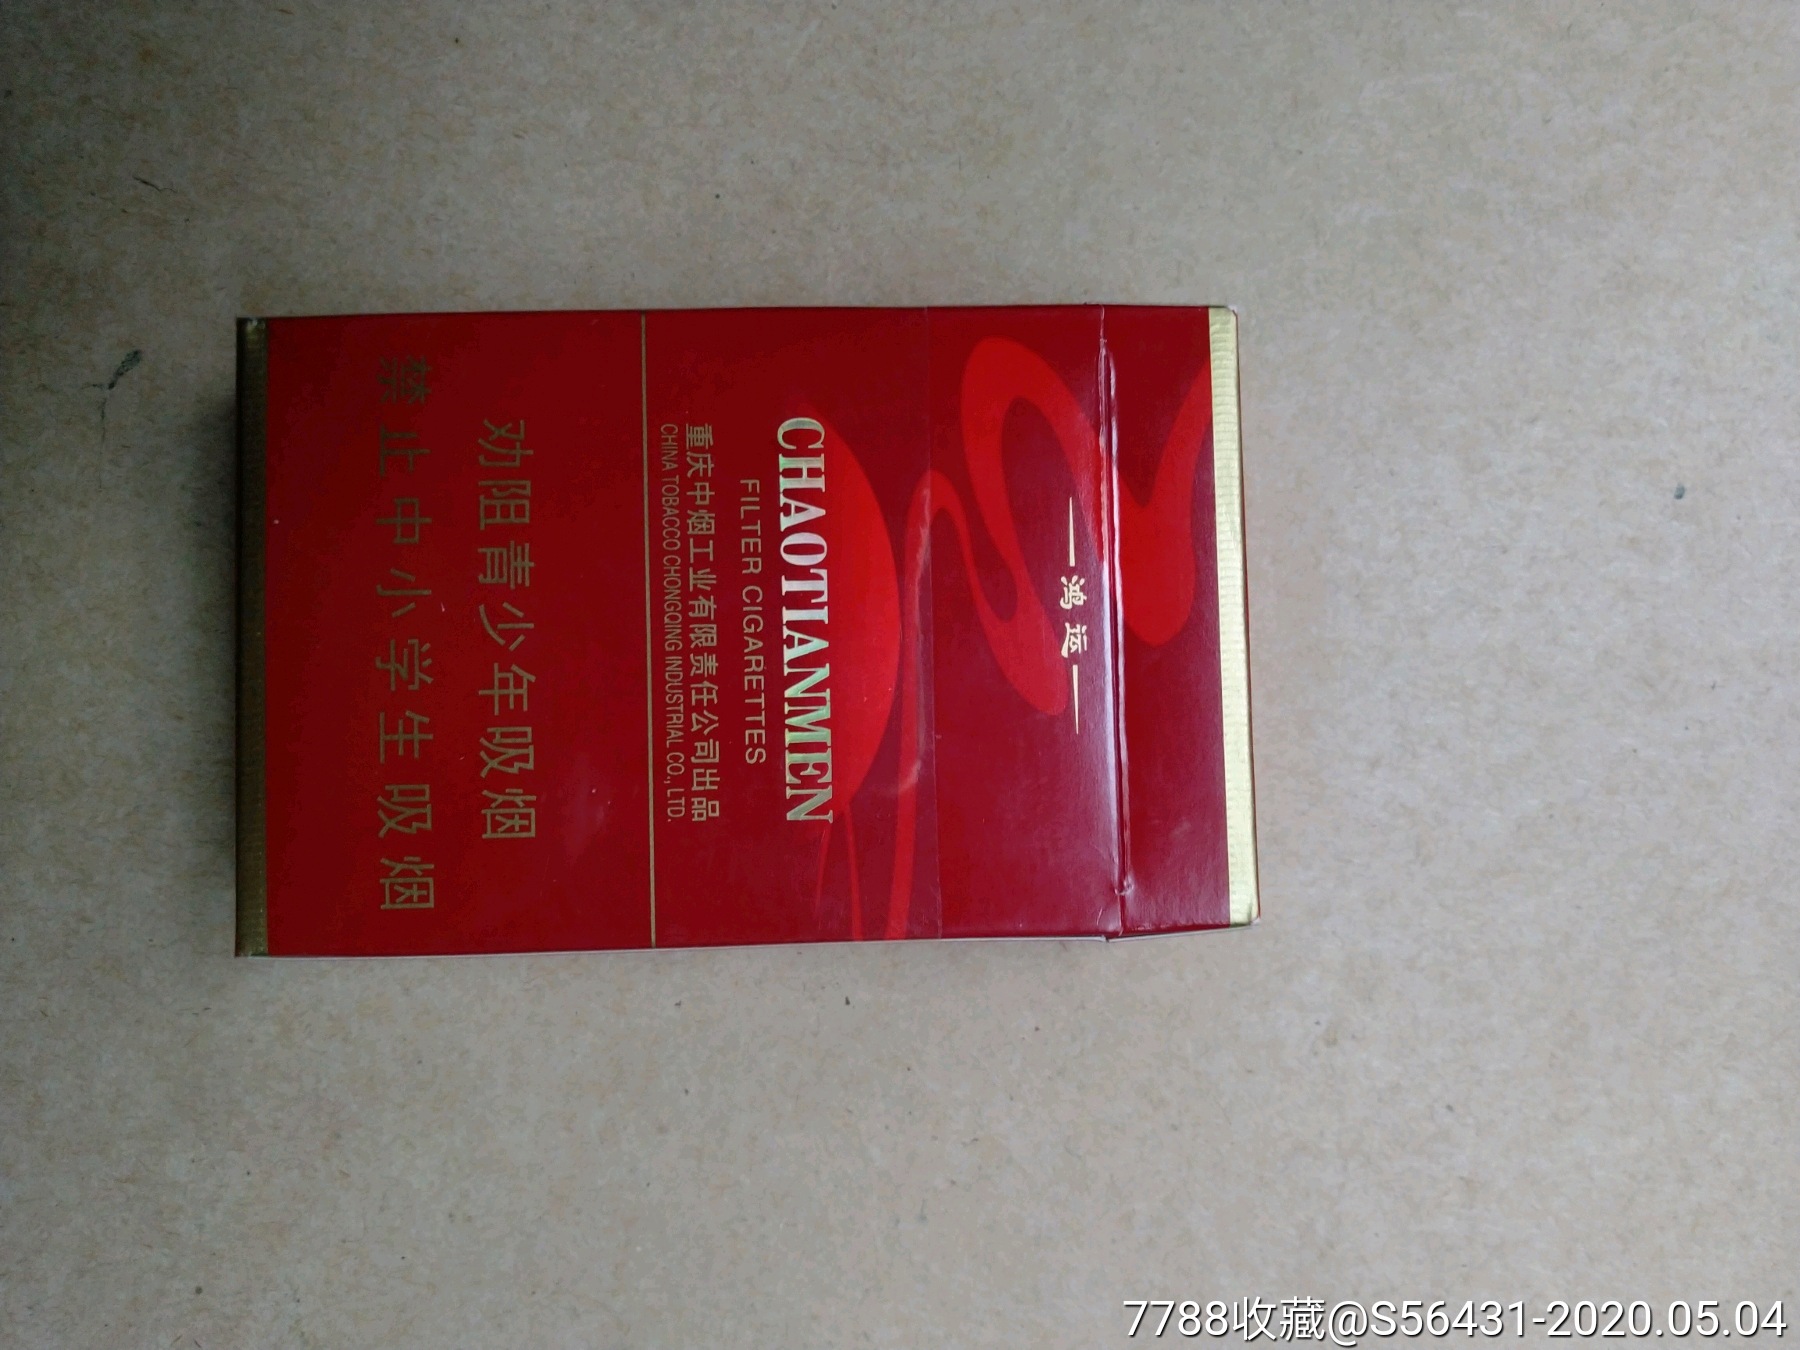 鸿运
CHAOTIANMEN
FILTER CIGARETTES
重庆中烟工业有限责任公司出品
CHINA TOBACCO CHONGQING INDUSTRIAL CO., LTD.
劝阻青少年吸烟
禁止中小学生吸烟
7788收藏@S56431-2020.05.04